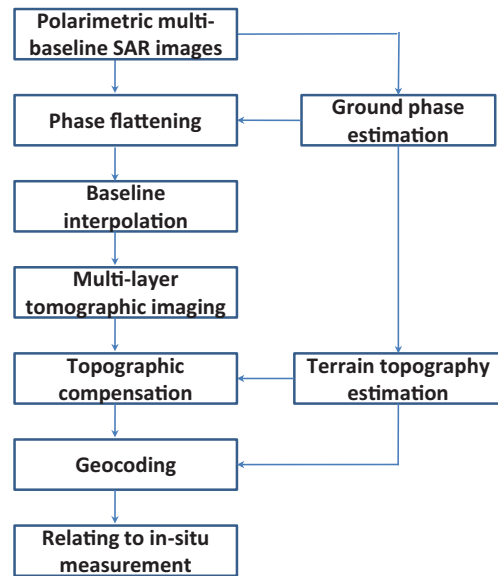 Polarimetric multi-
baseline SAR images
Phase flattening
Ground phase
estimation
Baseline
interpolation
Multi-layer
tomographic imaging
Topographic
compensation
Terrain topography
estimation
Geocoding
Relating to in-situ
measurement